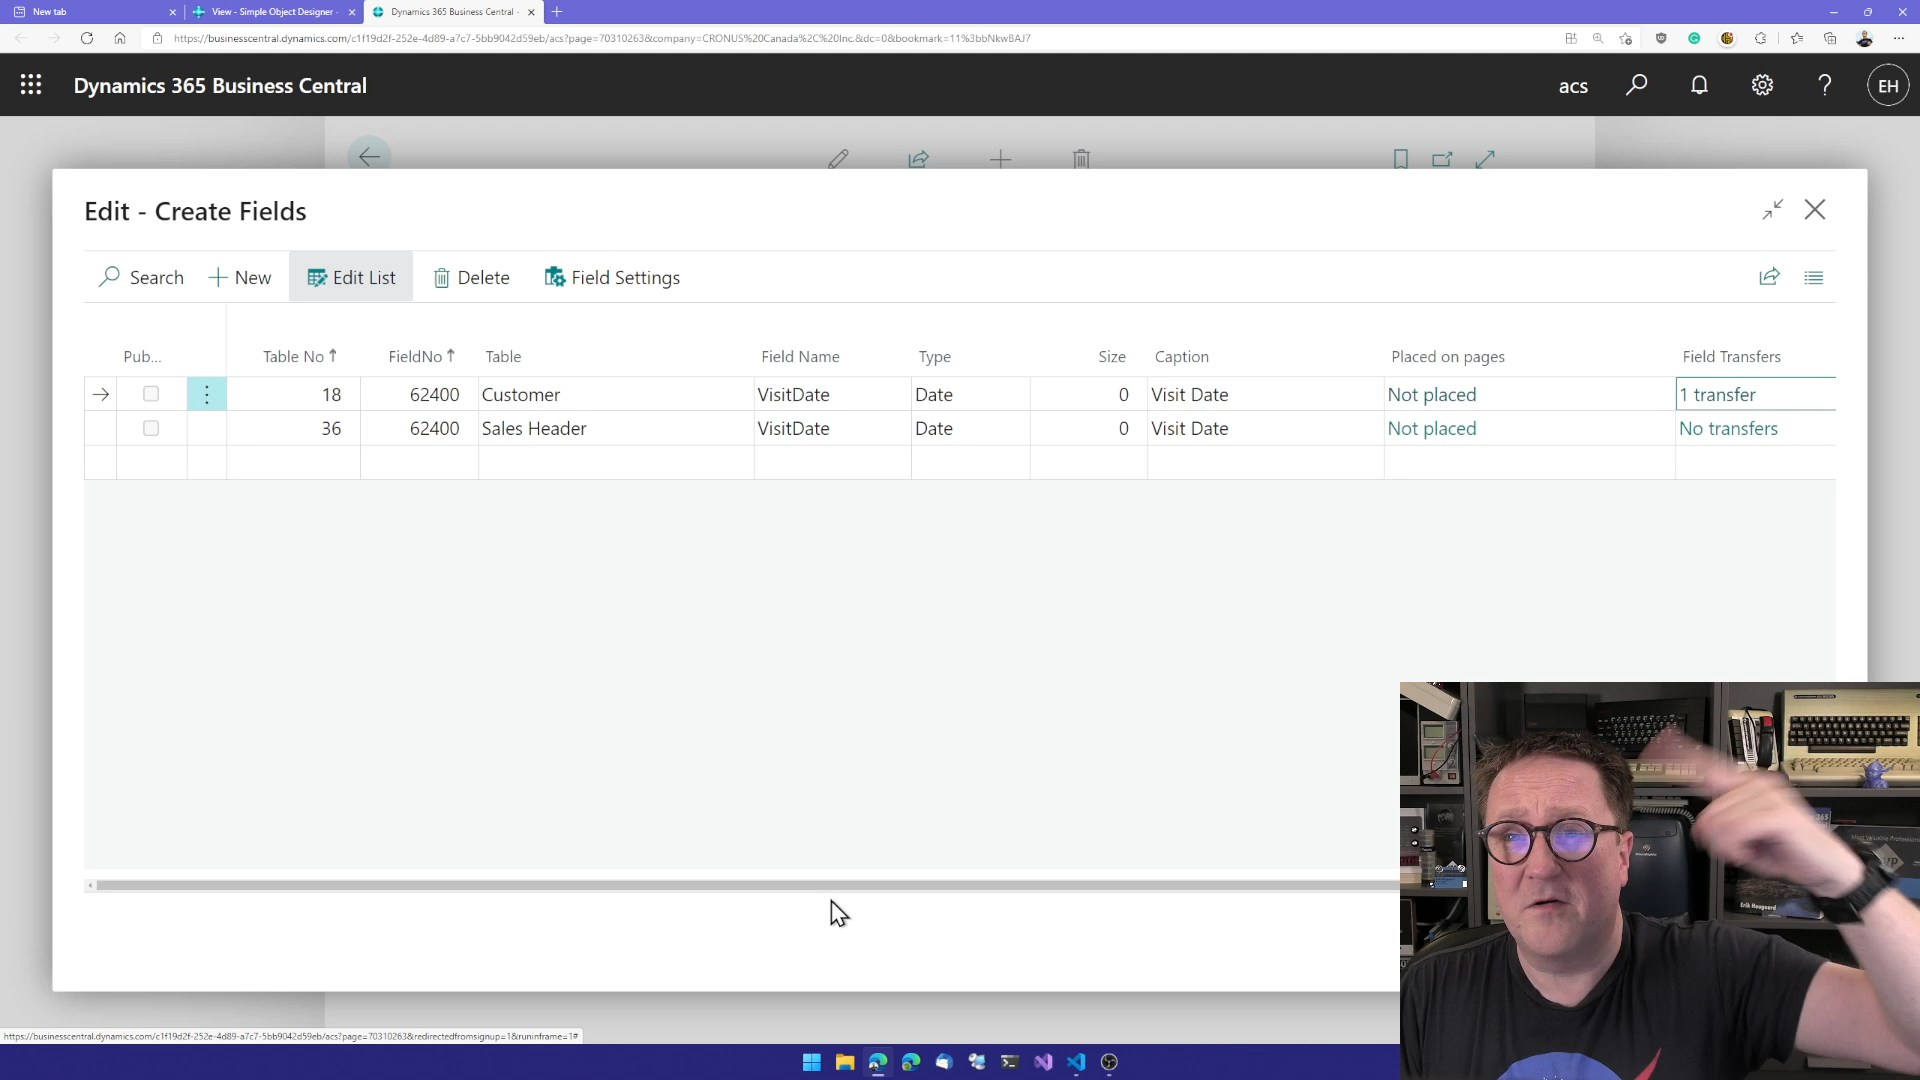 New tab
View - Simple Object Designer -
Dynamics 365 Business Central -
https://businesscentral.dynamics.com/c1f19d2f-252e-4d89-a7c7-5bb9042d59eb/acs?page=70310263&company=CRONUS%20Canada%2C%20Inc.&dc=0&bookmark=11%3bbNkwBAJ7
Dynamics 365 Business Central
acs
EH
Edit - Create Fields
Search
New
Edit List
Delete
Field Settings
Pub... Table No ↑ FieldNo ↑ Table Field Name Type Size Caption Placed on pages Field Transfers
18 62400 Customer VisitDate Date 0 Visit Date Not placed 1 transfer
36 62400 Sales Header VisitDate Date 0 Visit Date Not placed No transfers
Erik Hougaard
https://businesscentral.dynamics.com/c1f19d2f-252e-4d89-a7c7-5bb9042d59eb/acs?page=70310263&redirectedfromsignup=1&runinframe=1#